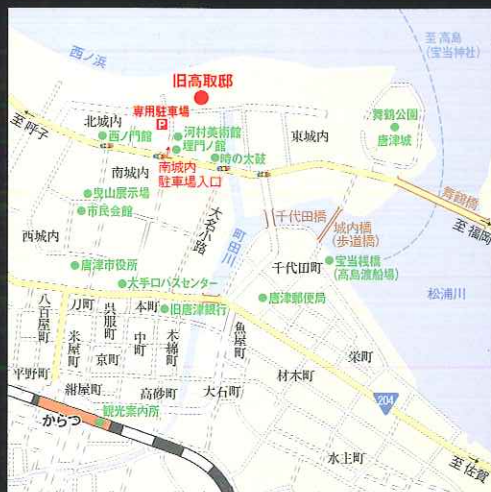 西ノ浜
至高島
（宝当神社）
旧高取邸
専用駐車場
P
舞鶴公園
唐津城
至呼子
北城内
西ノ門館
河村美術館
埋門ノ館
時の太鼓
東城内
南城内
南城内
駐車場入口
曳山展示場
市民会館
西城内
大名小路
町田川
千代田橋
城内橋
（歩道橋）
舞鶴橋
至福岡
千代田町
宝当桟橋
（高島渡船場）
松浦川
唐津市役所
大手口バスセンター
唐津郵便局
八百屋町
刀町
呉服町
本町
旧唐津銀行
魚屋町
米屋町
中町
木綿町
京町
栄町
平野町
紺屋町
高砂町
大石町
材木町
204
観光案内所
からつ
水主町
至佐賀